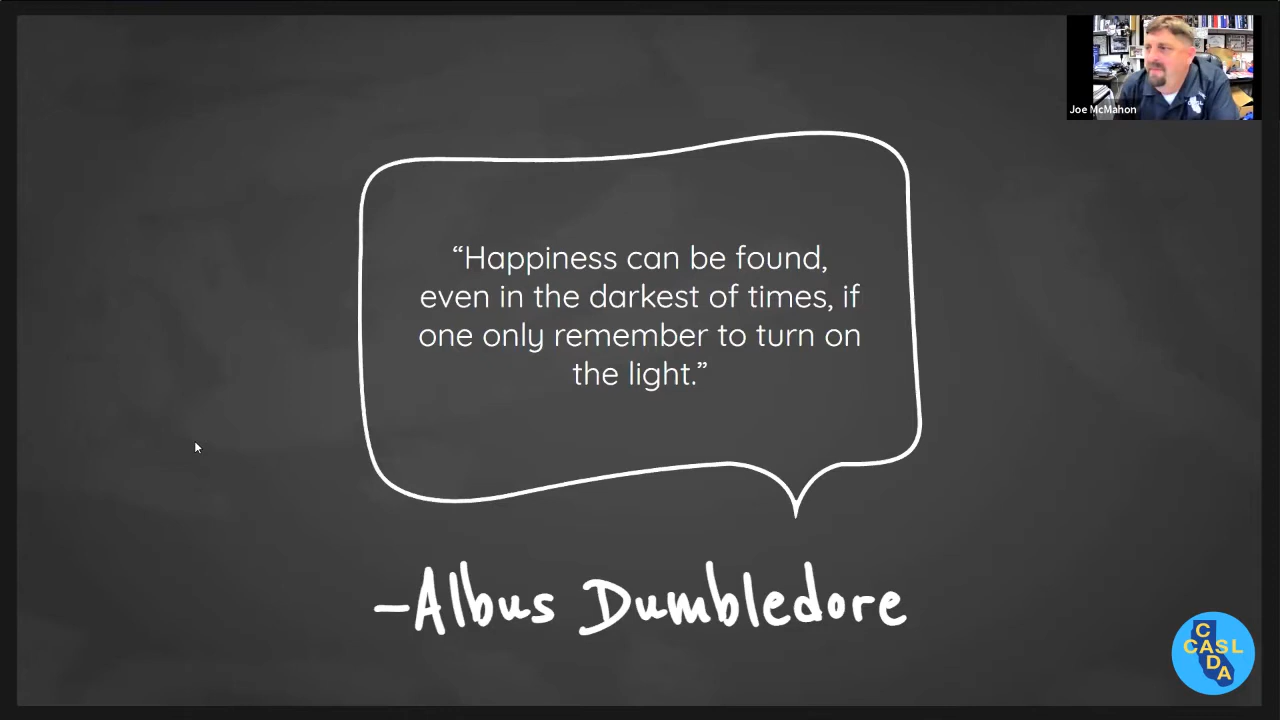 Joe McMahon
“Happiness can be found,
even in the darkest of times, if
one only remember to turn on
the light.”
–Albus Dumbledore
C
CASL
D
A